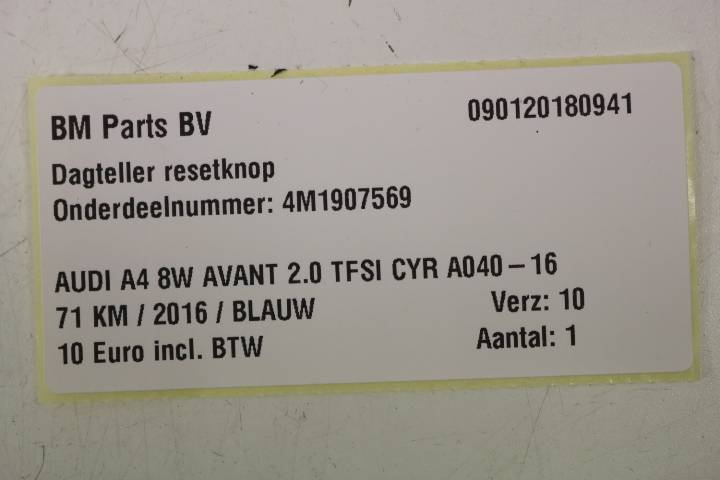 BM Parts BV 090120180941
Dagteller resetknop
Onderdeelnummer: 4M1907569
AUDI A4 8W AVANT 2.0 TFSI CYR A040-16
71 KM / 2016 / BLAUW Verz: 10
10 Euro incl. BTW Aantal: 1